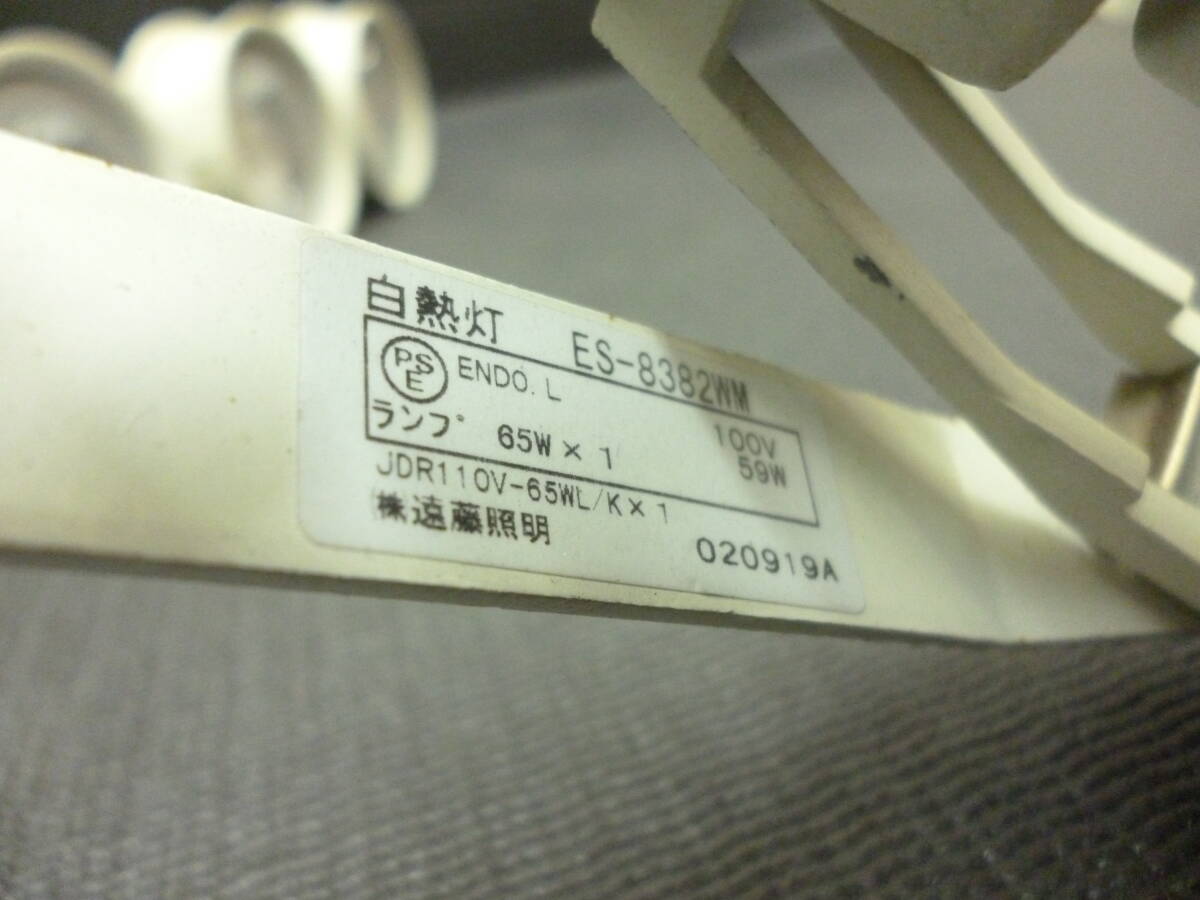 白熱灯 ES-8382WM
PSE ENDO. L 100V
ランプ 65W×1 59W
JDR110V-65WL/K×1
㈱遠藤照明 020919A